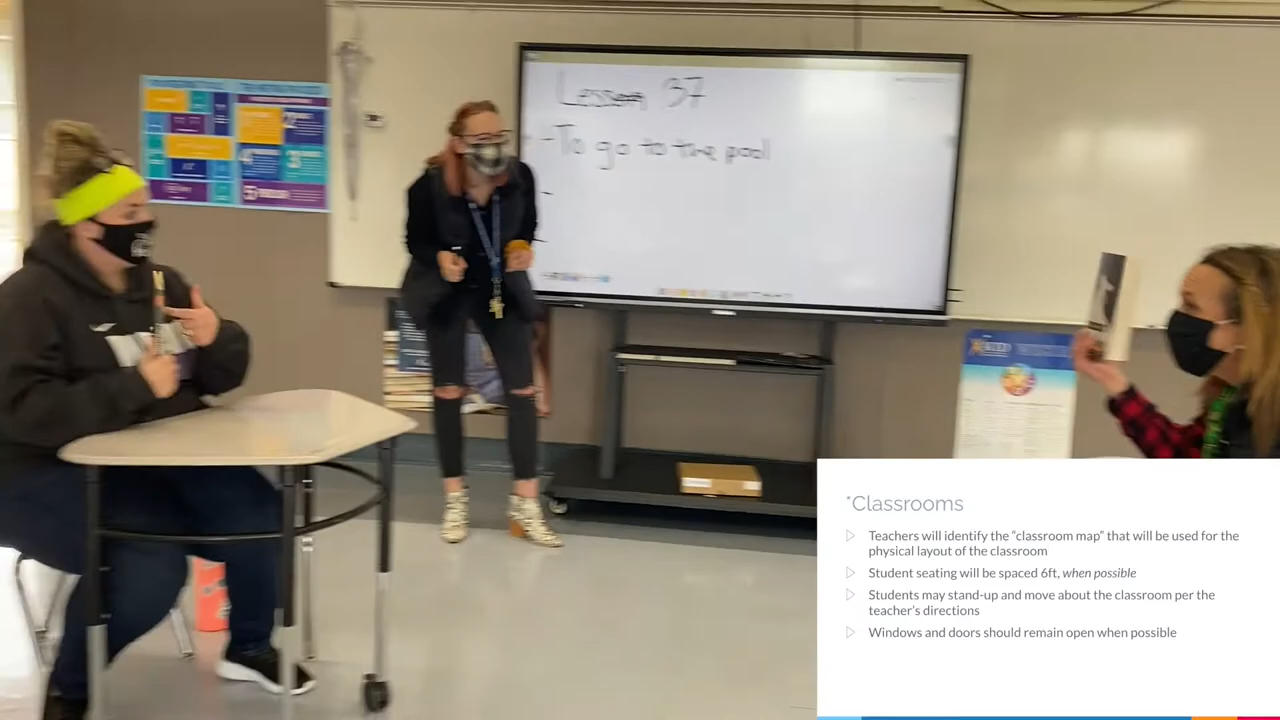 Lesson 37
-To go to the pool
-
-
*Classrooms
Teachers will identify the "classroom map" that will be used for the
physical layout of the classroom
Student seating will be spaced 6ft, when possible
Students may stand-up and move about the classroom per the
teacher's directions
Windows and doors should remain open when possible